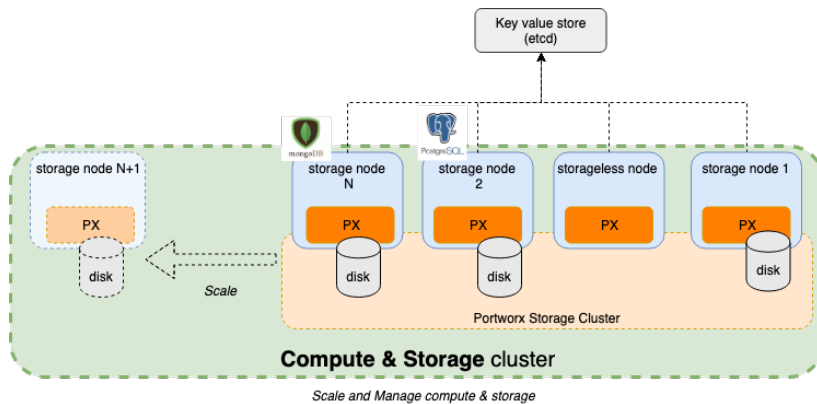 Key value store
(etcd)
mongoDB
PostgreSQL
storage node N+1
storage node
N
storage node
2
storageless node
storage node 1
PX
PX
PX
PX
PX
disk
disk
disk
disk
Scale
Portworx Storage Cluster
Compute & Storage cluster
Scale and Manage compute & storage